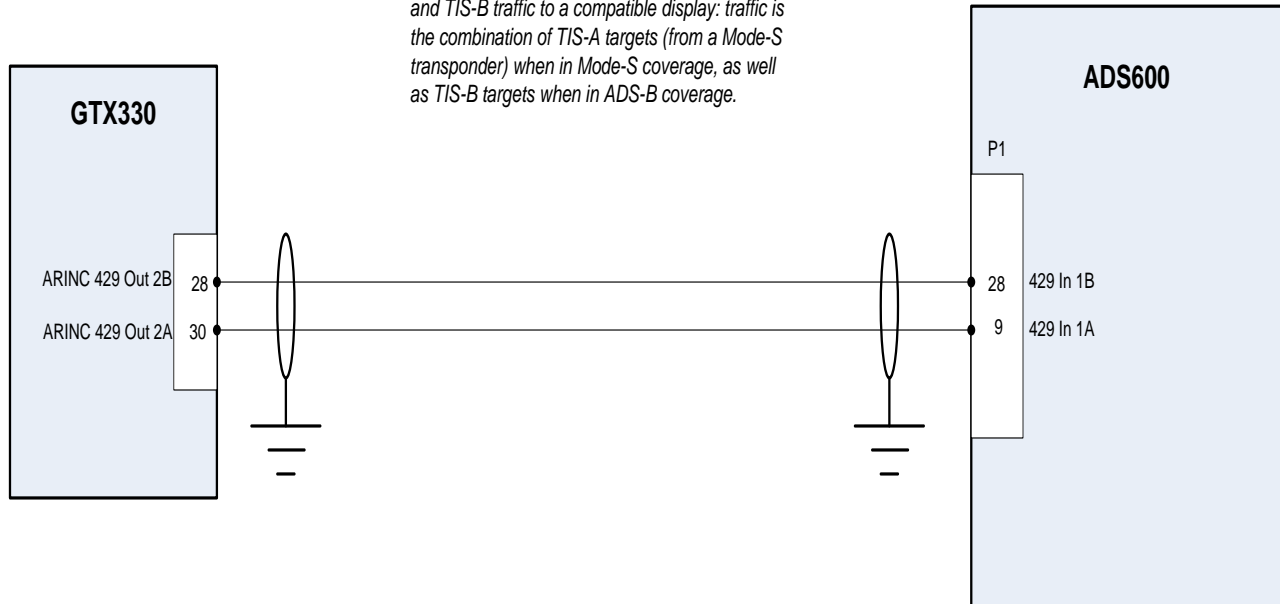 and TIS-B traffic to a compatible display: traffic is
the combination of TIS-A targets (from a Mode-S
transponder) when in Mode-S coverage, as well
as TIS-B targets when in ADS-B coverage.
GTX330
ADS600
P1
ARINC 429 Out 2B 28
28 429 In 1B
ARINC 429 Out 2A 30
9 429 In 1A